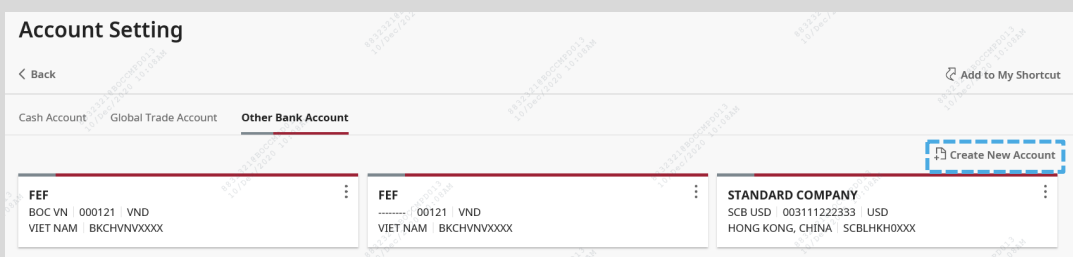 Account Setting
Back
Add to My Shortcut
Cash Account Global Trade Account Other Bank Account
Create New Account
FEF
BOC VN | 000121 | VND
VIET NAM | BKCHVNVXXXX
FEF
-------- | 00121 | VND
VIET NAM | BKCHVNVXXXX
STANDARD COMPANY
SCB USD | 003111222333 | USD
HONG KONG, CHINA | SCBLHKH0XXX